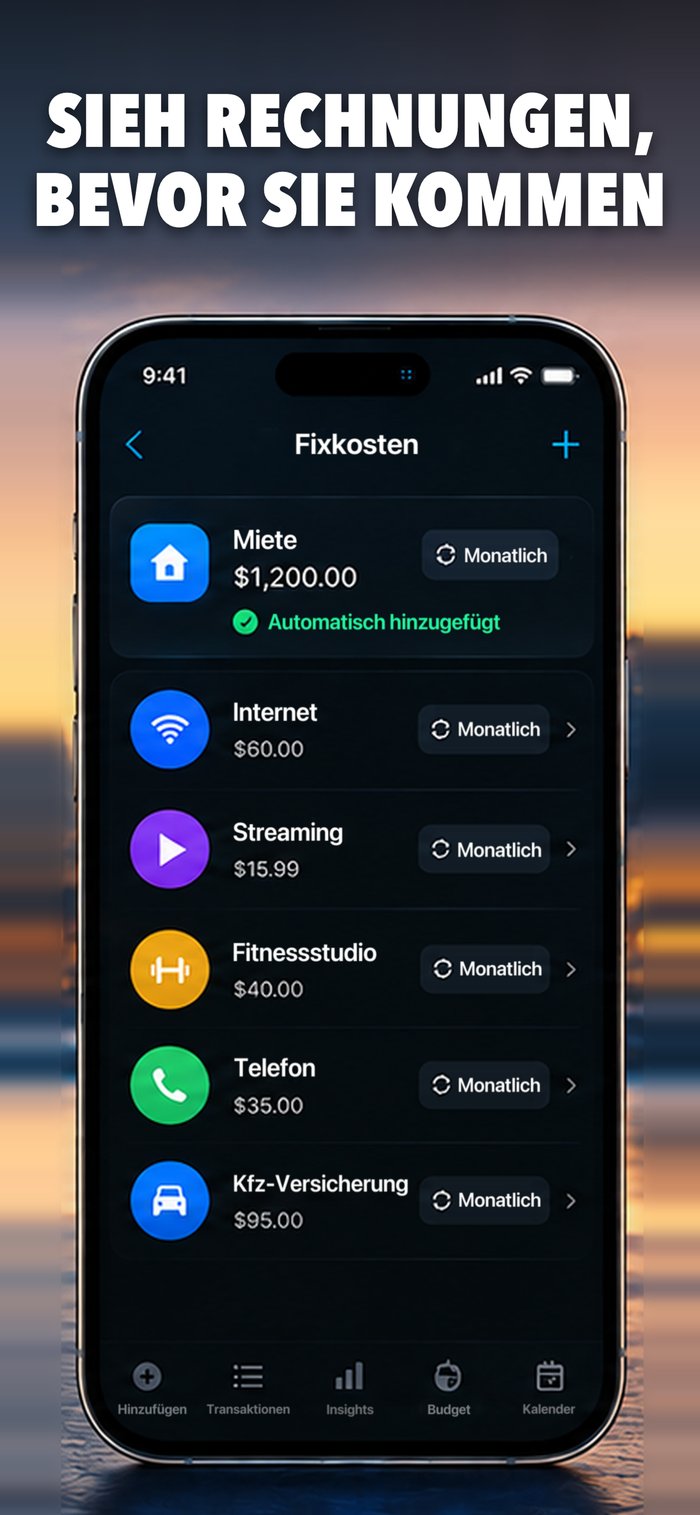 SIEH RECHNUNGEN,
BEVOR SIE KOMMEN
9:41
Fixkosten
Miete
$1,200.00
Monatlich
Automatisch hinzugefügt
Internet
$60.00
Monatlich
Streaming
$15.99
Monatlich
Fitnessstudio
$40.00
Monatlich
Telefon
$35.00
Monatlich
Kfz-Versicherung
$95.00
Monatlich
Hinzufügen
Transaktionen
Insights
Budget
Kalender